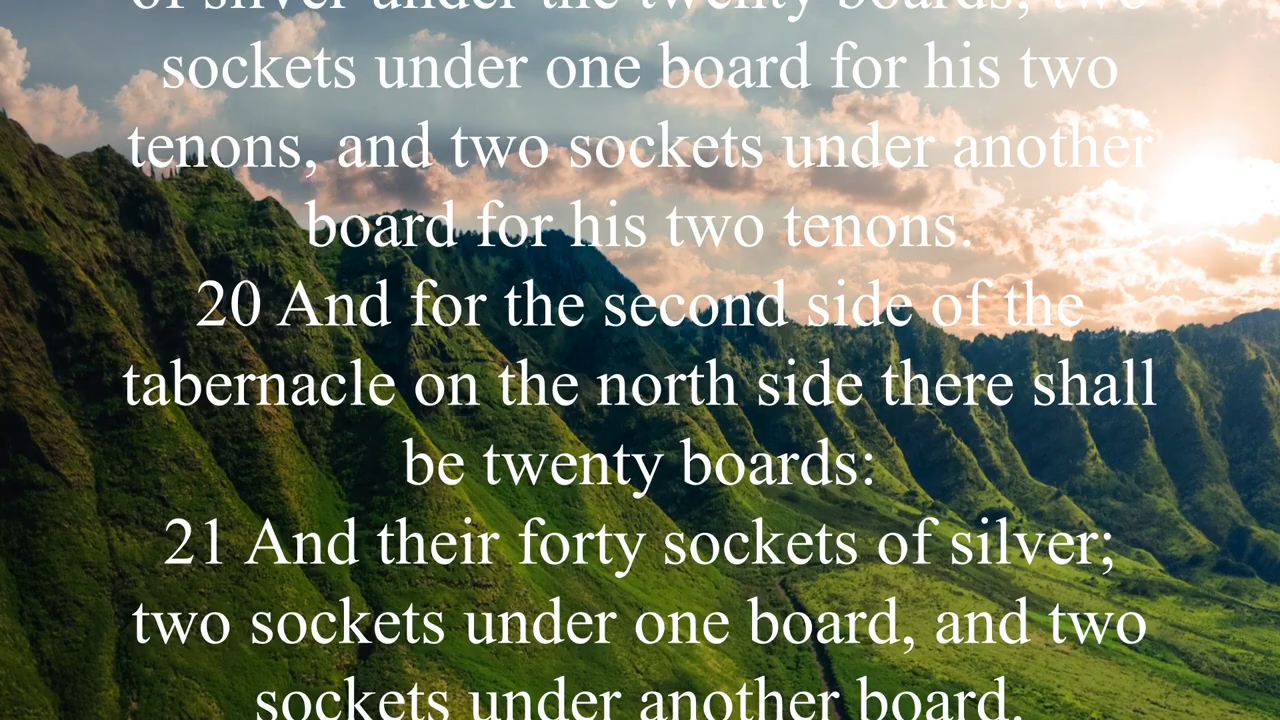 of silver under the twenty boards; two
sockets under one board for his two
tenons, and two sockets under another
board for his two tenons.
20 And for the second side of the
tabernacle on the north side there shall
be twenty boards:
21 And their forty sockets of silver;
two sockets under one board, and two
sockets under another board.